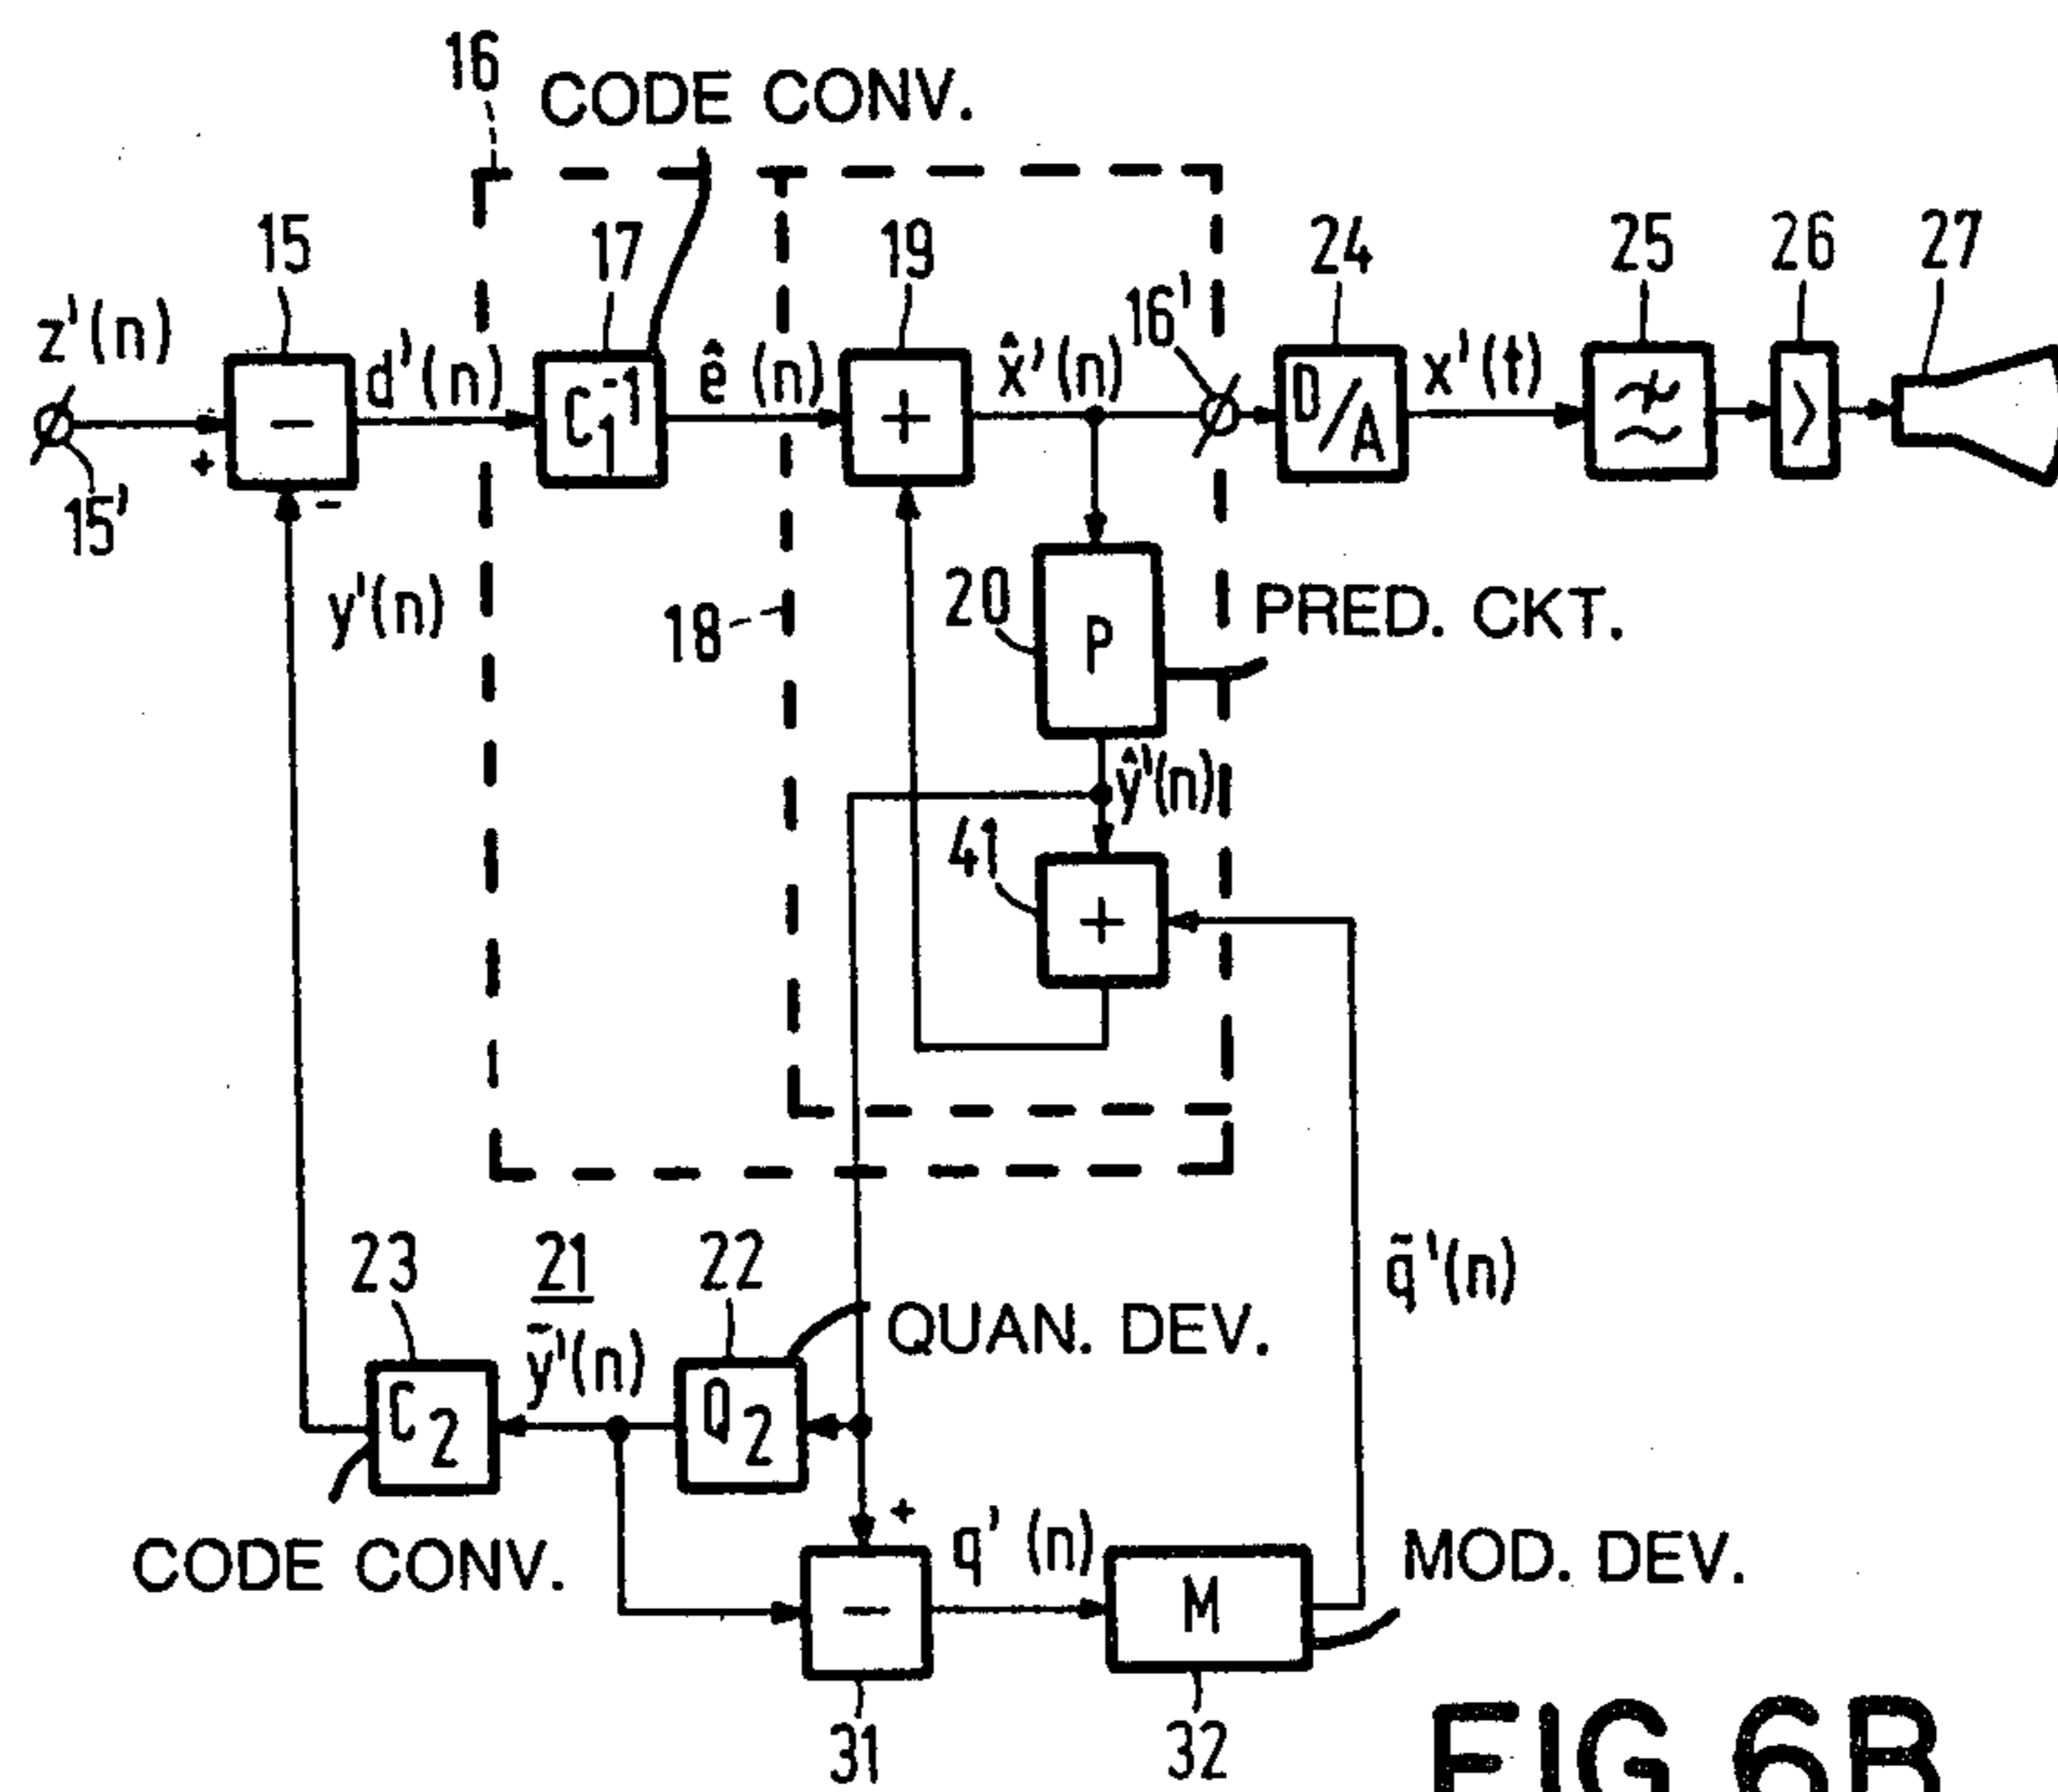 16
CODE CONV.
15
17
19
24
25
26
27
z'(n)
d'(n)
C₁⁻¹
ê (n)
x̂'(n)
16'
D/A
x'(t)
−
+
+
−
15'
y'(n)
20
P
PRED. CKT.
18
ŷ'(n)
41
+
q̃'(n)
23
21
22
QUAN. DEV.
ỹ'(n)
C₂
Q₂
+
q' (n)
CODE CONV.
−
M
MOD. DEV.
31
32
FIG.6B